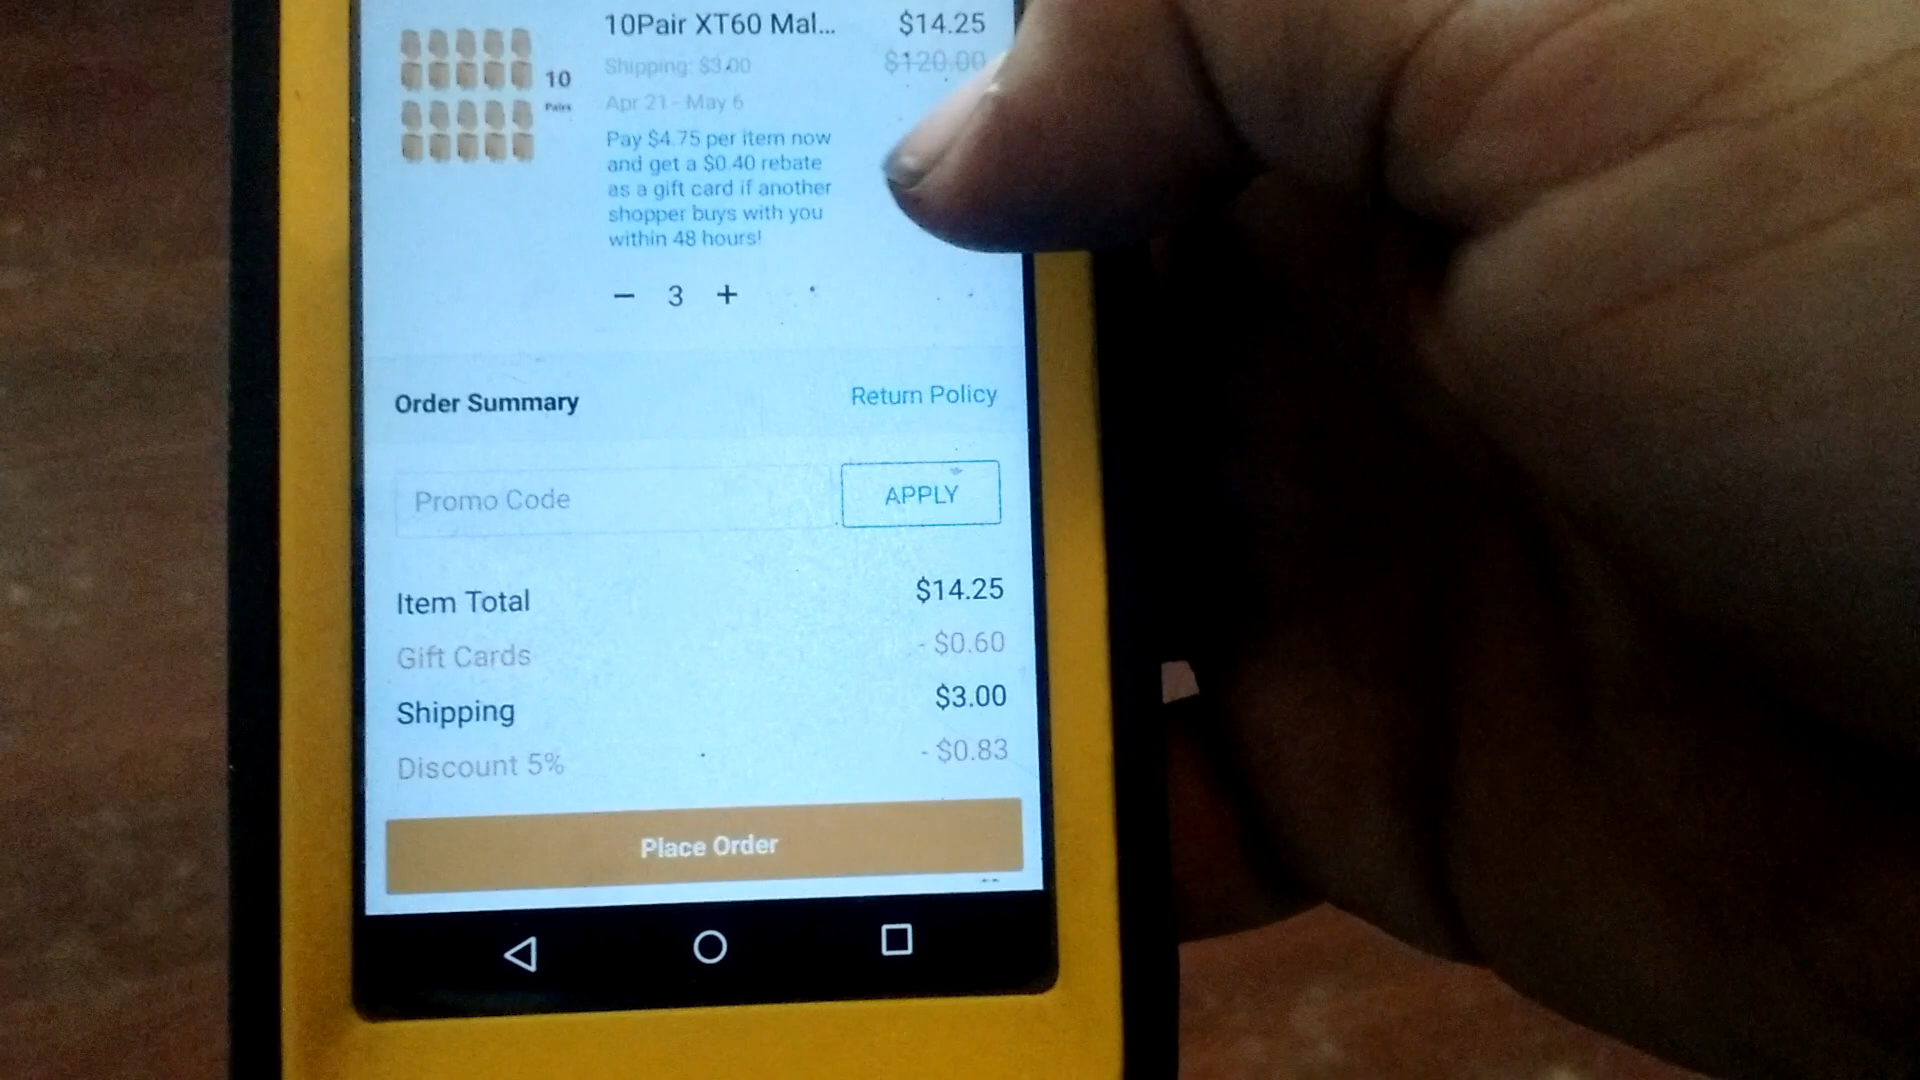 10Pair XT60 Mal... $14.25
Shipping: $3.00 $120.00
Apr 21 - May 6
10
Pairs
Pay $4.75 per item now
and get a $0.40 rebate
as a gift card if another
shopper buys with you
within 48 hours!
− 3 +
Order Summary Return Policy
Promo Code APPLY
Item Total $14.25
Gift Cards - $0.60
Shipping $3.00
Discount 5% - $0.83
Place Order